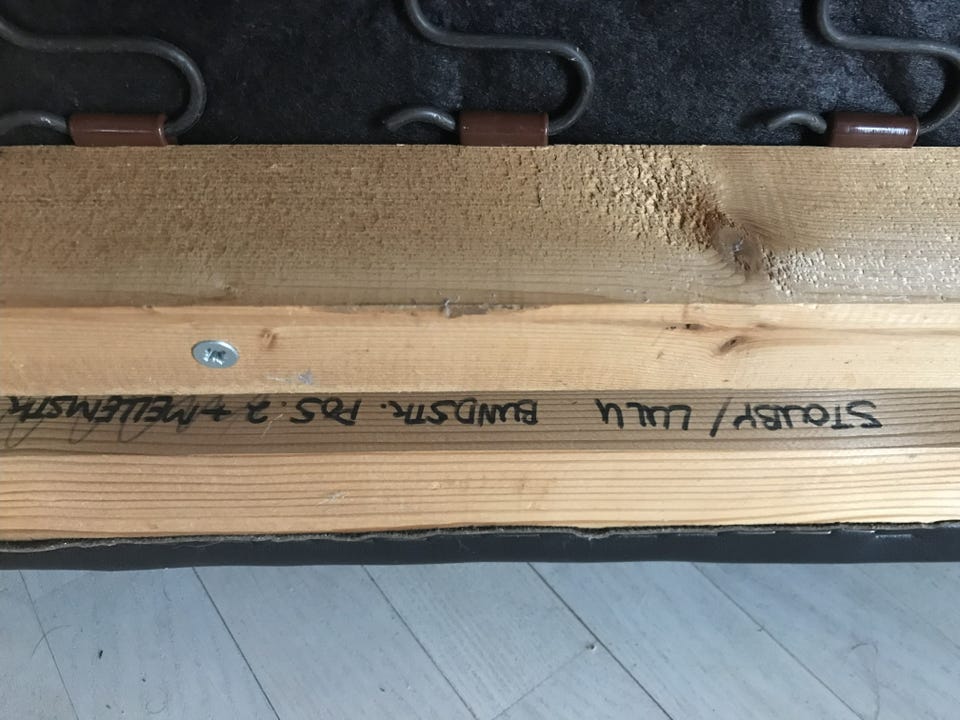 STOUBY / LULU BUNDSTK. POS. 2 + MELLEMSTK